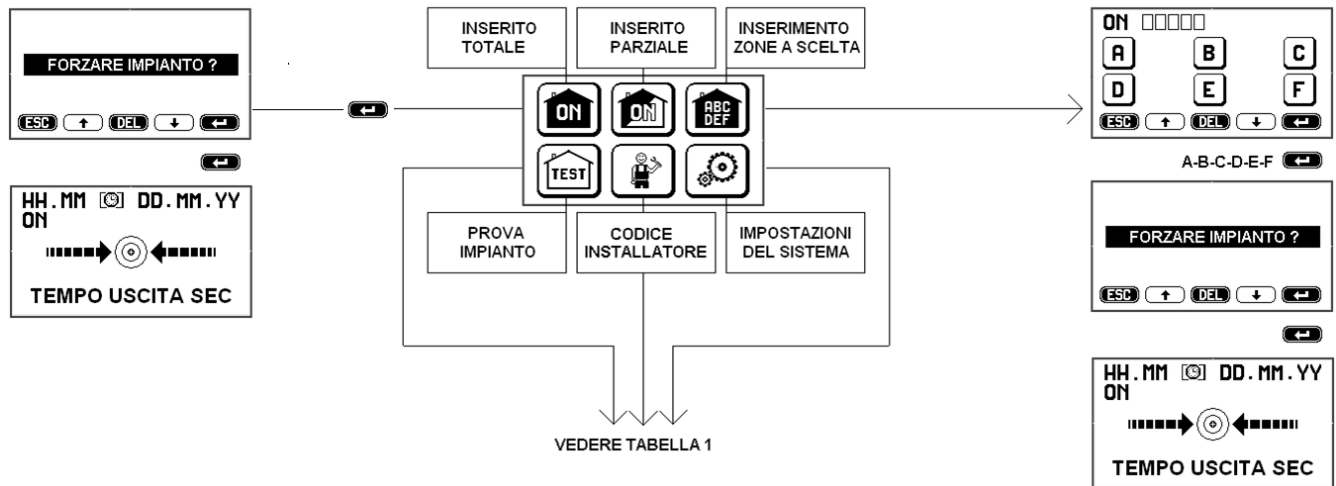 FORZARE IMPIANTO ?
ESC DEL
HH.MM DD.MM.YY
ON
TEMPO USCITA SEC
INSERITO
TOTALE
INSERITO
PARZIALE
INSERIMENTO
ZONE A SCELTA
ON
ON
ABC
DEF
TEST
PROVA
IMPIANTO
CODICE
INSTALLATORE
IMPOSTAZIONI
DEL SISTEMA
VEDERE TABELLA 1
ON
A B C
D E F
ESC DEL
A-B-C-D-E-F
FORZARE IMPIANTO ?
ESC DEL
HH.MM DD.MM.YY
ON
TEMPO USCITA SEC